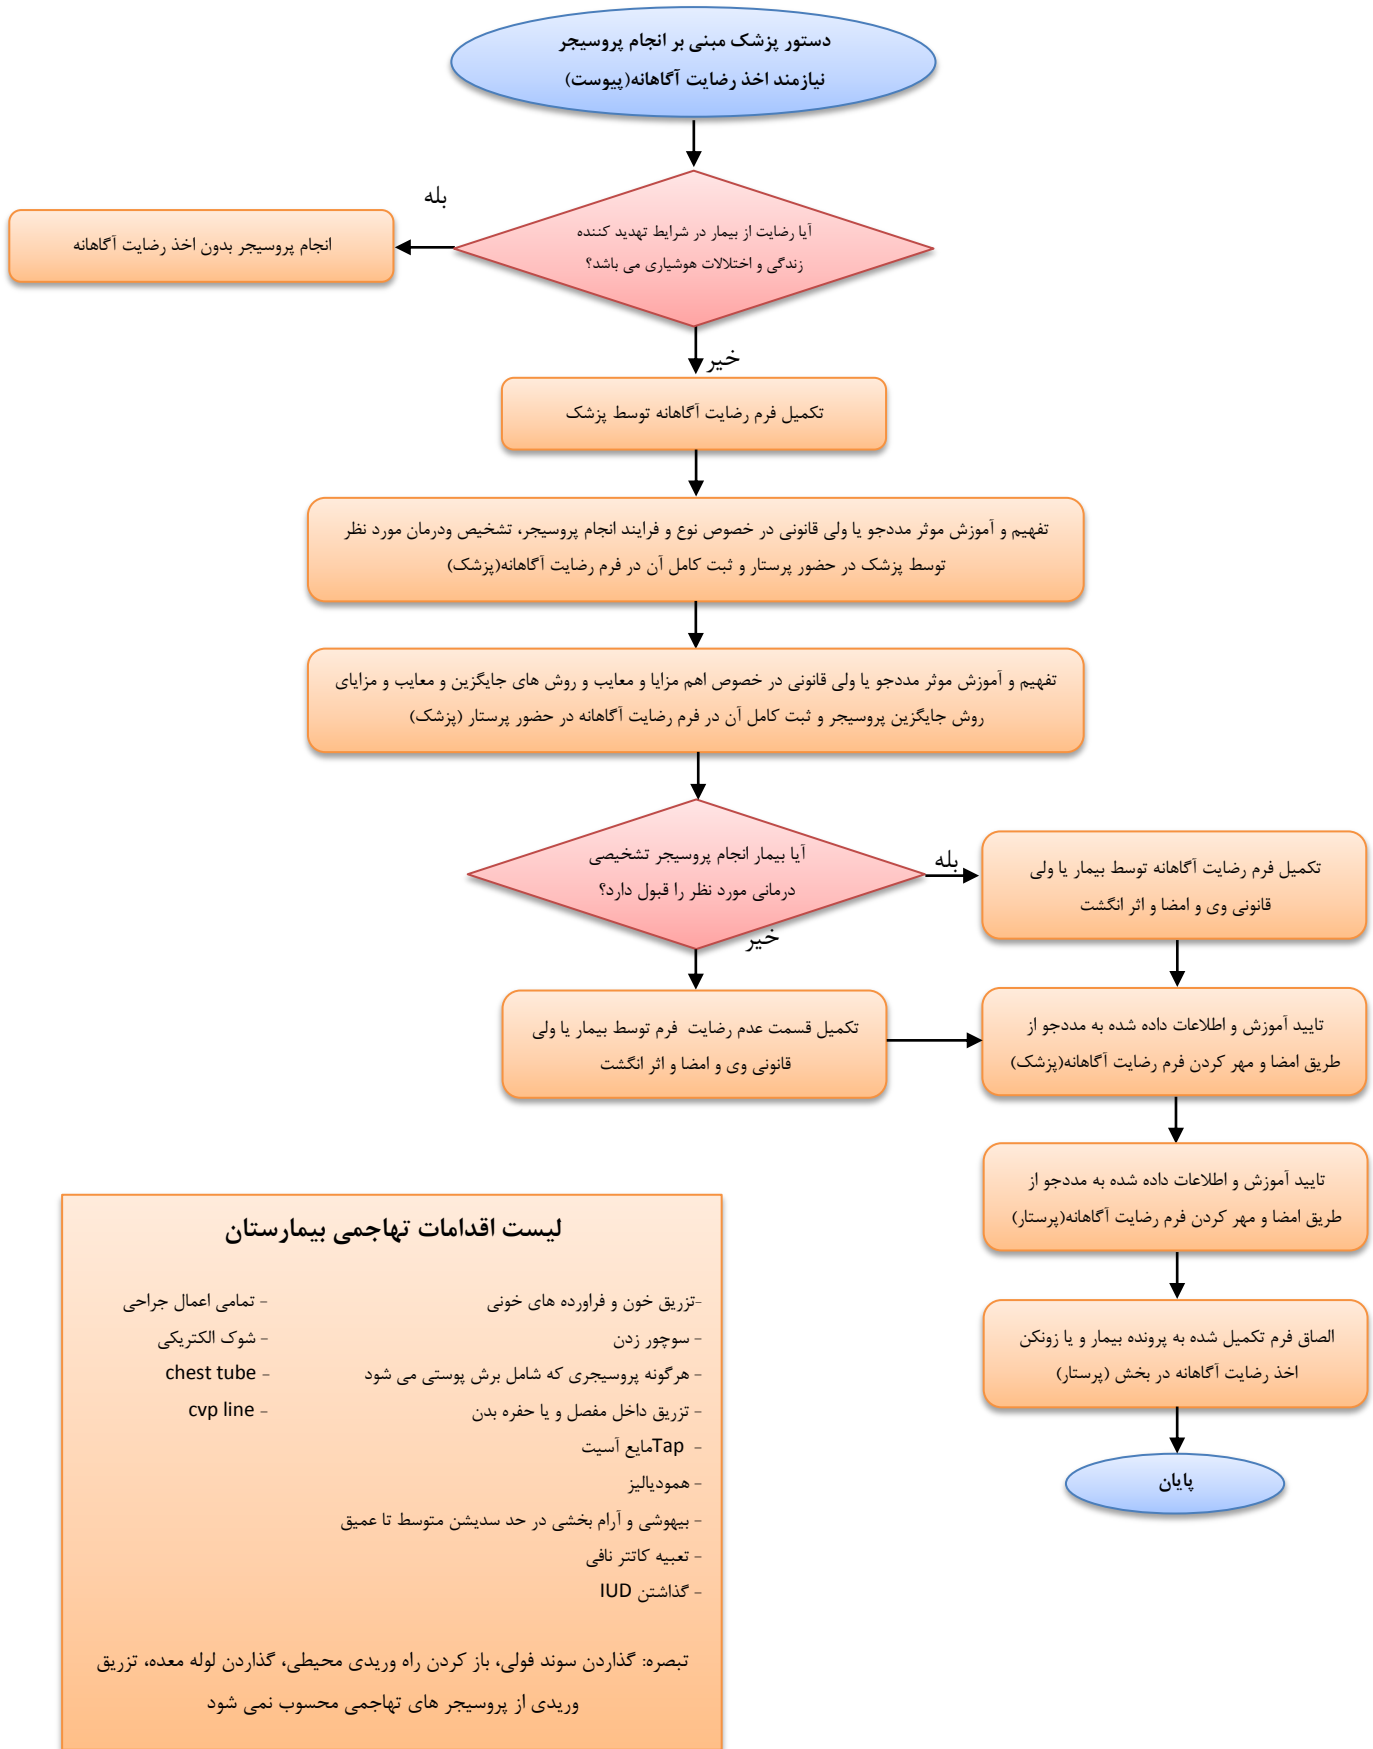 دستور پزشک مبنی بر انجام پروسیجر
نیازمند اخذ رضایت آگاهانه(پیوست)
آیا رضایت از بیمار در شرایط تهدید کننده
زندگی و اختلالات هوشیاری می باشد؟
بله
انجام پروسیجر بدون اخذ رضایت آگاهانه
خیر
تکمیل فرم رضایت آگاهانه توسط پزشک
تفهیم و آموزش موثر مددجو یا ولی قانونی در خصوص نوع و فرایند انجام پروسیجر، تشخیص ودرمان مورد نظر
توسط پزشک در حضور پرستار و ثبت کامل آن در فرم رضایت آگاهانه(پزشک)
تفهیم و آموزش موثر مددجو یا ولی قانونی در خصوص اهم مزایا و معایب و روش های جایگزین و معایب و مزایای
روش جایگزین پروسیجر و ثبت کامل آن در فرم رضایت آگاهانه در حضور پرستار (پزشک)
آیا بیمار انجام پروسیجر تشخیصی
درمانی مورد نظر را قبول دارد؟
بله
تکمیل فرم رضایت آگاهانه توسط بیمار یا ولی
قانونی وی و امضا و اثر انگشت
خیر
تکمیل قسمت عدم رضایت فرم توسط بیمار یا ولی
قانونی وی و امضا و اثر انگشت
تایید آموزش و اطلاعات داده شده به مددجو از
طریق امضا و مهر کردن فرم رضایت آگاهانه(پزشک)
تایید آموزش و اطلاعات داده شده به مددجو از
طریق امضا و مهر کردن فرم رضایت آگاهانه(پرستار)
الصاق فرم تکمیل شده به پرونده بیمار و یا زونکن
اخذ رضایت آگاهانه در بخش (پرستار)
پایان
لیست اقدامات تهاجمی بیمارستان
-تزریق خون و فراورده های خونی
- سوچور زدن
- هرگونه پروسیجری که شامل برش پوستی می شود
- تزریق داخل مفصل و یا حفره بدن
- Tapمایع آسیت
- همودیالیز
- بیهوشی و آرام بخشی در حد سدیشن متوسط تا عمیق
- تعبیه کاتتر نافی
- گذاشتن IUD
- تمامی اعمال جراحی
- شوک الکتریکی
- chest tube
- cvp line
تبصره: گذاردن سوند فولی، باز کردن راه وریدی محیطی، گذاردن لوله معده، تزریق
وریدی از پروسیجر های تهاجمی محسوب نمی شود